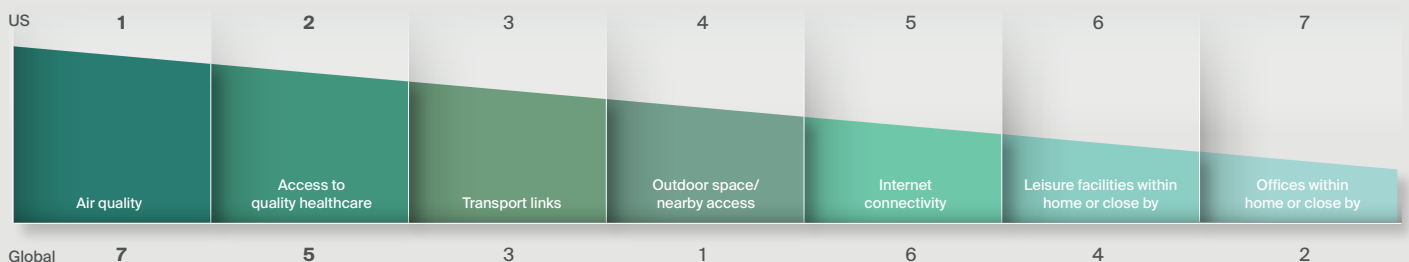 US 1 2 3 4 5 6 7
Air quality
Access to
quality healthcare
Transport links
Outdoor space/
nearby access
Internet
connectivity
Leisure facilities within
home or close by
Offices within
home or close by
Global 7 5 3 1 6 4 2